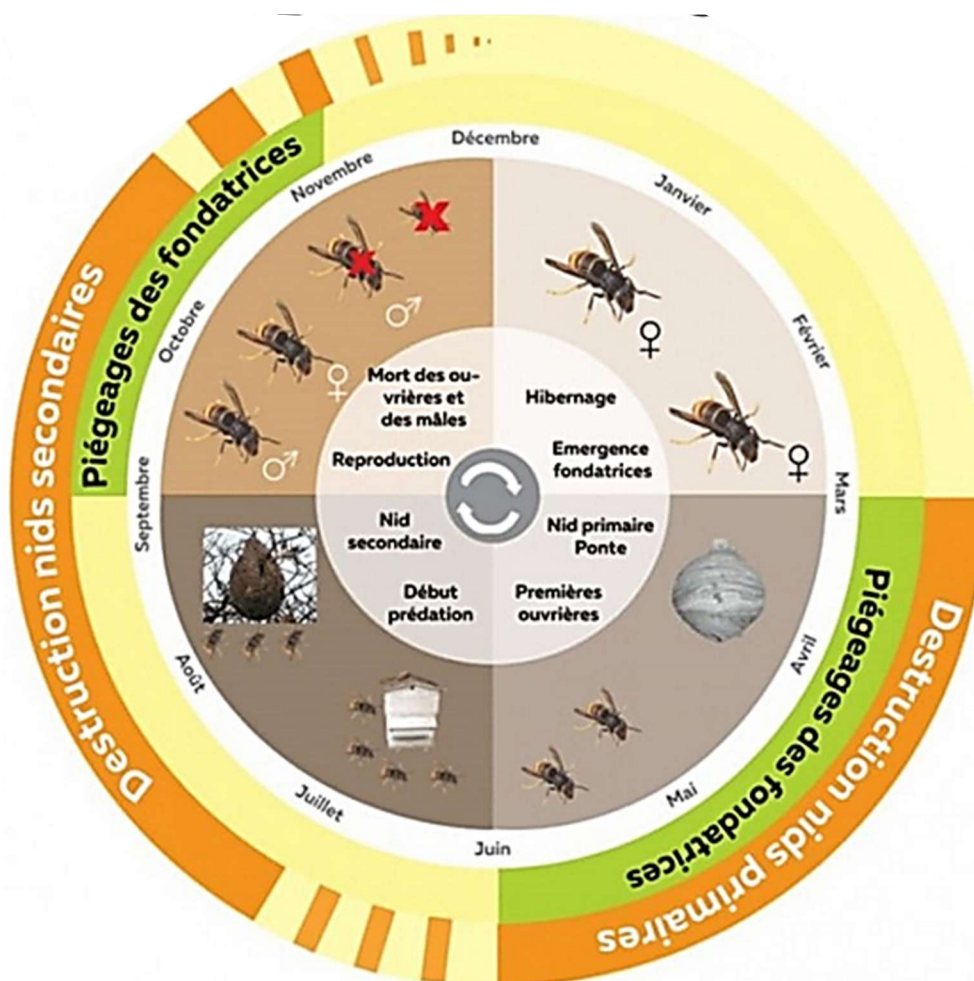 Décembre
Janvier
Février
Mars
Avril
Mai
Juin
Juillet
Août
Septembre
Octobre
Novembre
Piégeages des fondatrices
Destruction nids secondaires
Piégeages des fondatrices
Destruction nids primaires
Mort des ou-
vrières et
des mâles
Reproduction
Hibernage
Emergence
fondatrices
Nid
secondaire
Début
prédation
Nid primaire
Ponte
Premières
ouvrières